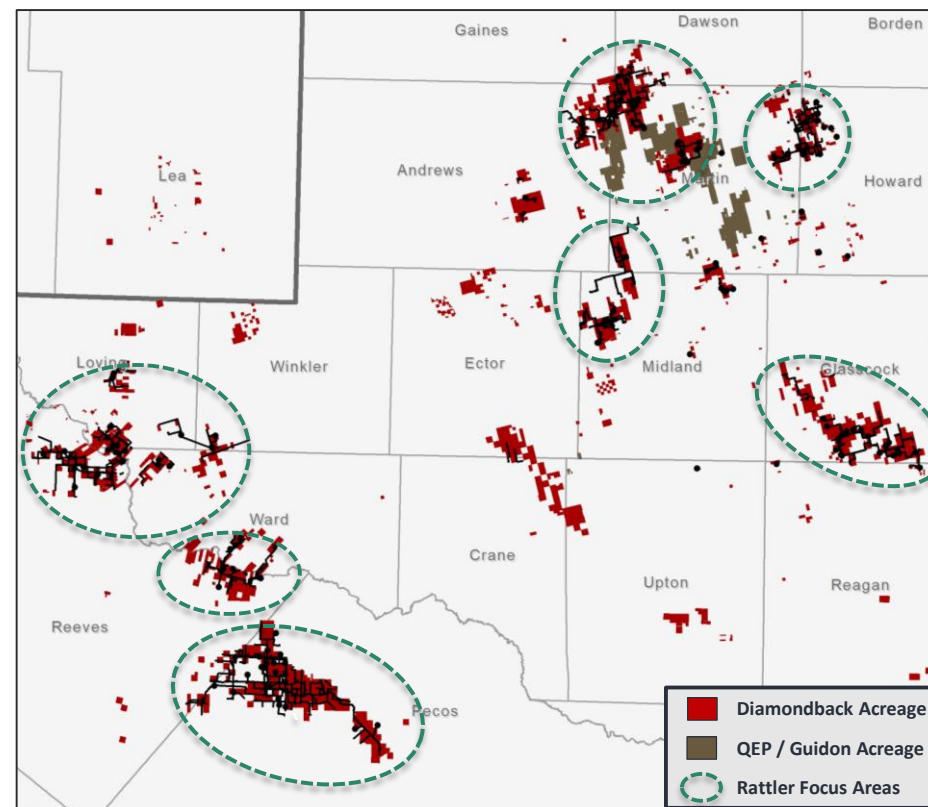 Gaines
Dawson
Borden
Lea
Andrews
Martin
Howard
Loving
Winkler
Ector
Midland
Glasscock
Ward
Crane
Upton
Reagan
Reeves
Pecos
Diamondback Acreage
QEP / Guidon Acreage
Rattler Focus Areas